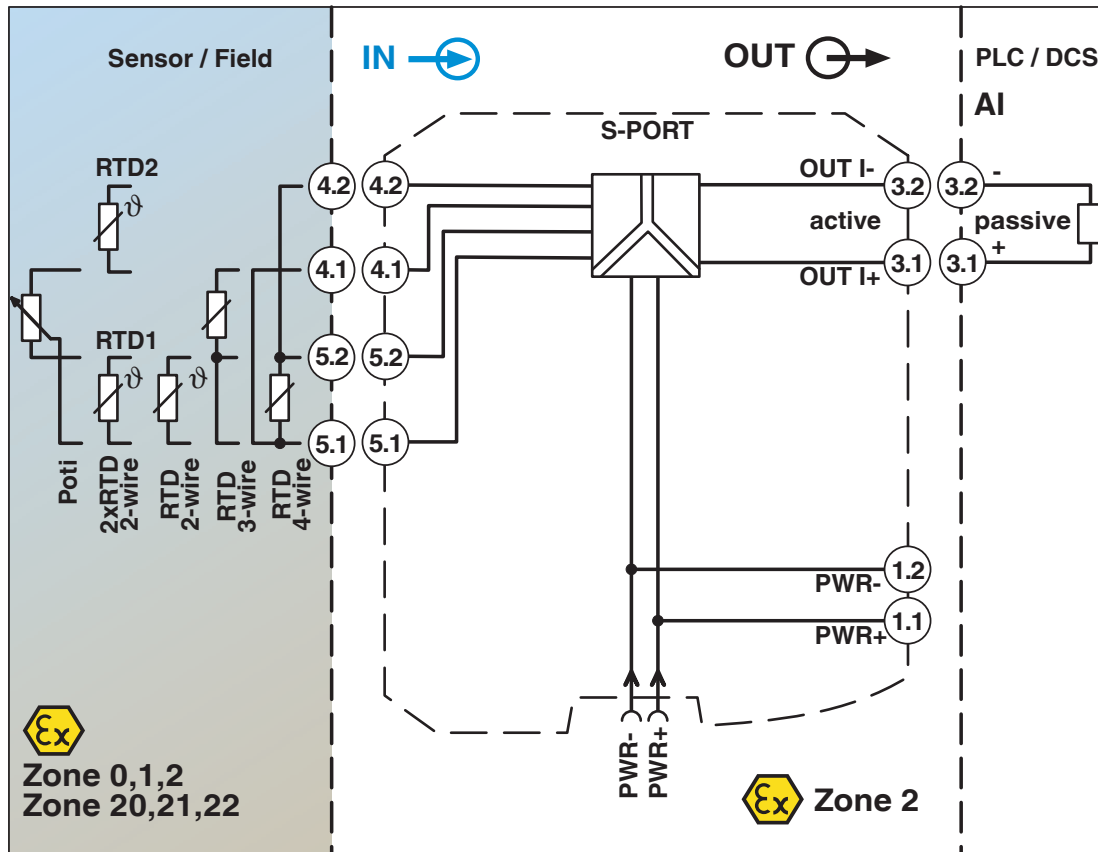 Sensor / Field
IN
OUT
PLC / DCS
AI
S-PORT
RTD2
ϑ
4.2
4.2
OUT I-
3.2
3.2
-
active
passive
4.1
4.1
OUT I+
3.1
3.1
+
RTD1
ϑ
ϑ
5.2
5.2
5.1
5.1
Poti
2xRTD
2-wire
RTD
2-wire
RTD
3-wire
RTD
4-wire
PWR-
1.2
PWR+
1.1
PWR-
PWR+
Ex
Zone 0,1,2
Zone 20,21,22
Ex
Zone 2